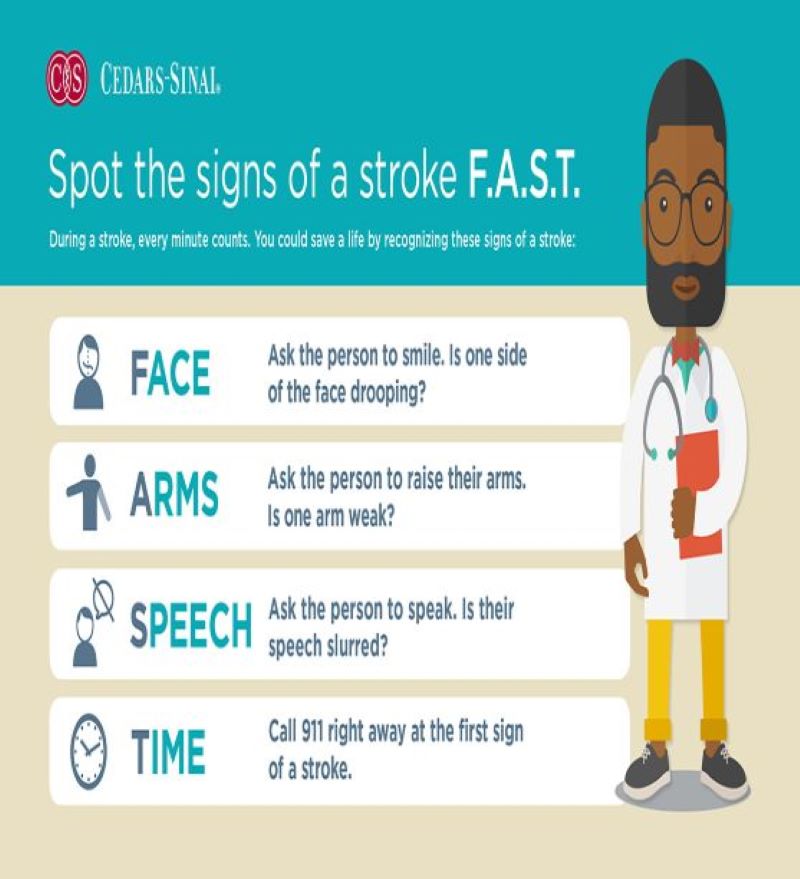 CS CEDARS-SINAI®
Spot the signs of a stroke F.A.S.T.
During a stroke, every minute counts. You could save a life by recognizing these signs of a stroke:
FACE
Ask the person to smile. Is one side
of the face drooping?
ARMS
Ask the person to raise their arms.
Is one arm weak?
SPEECH
Ask the person to speak. Is their
speech slurred?
TIME
Call 911 right away at the first sign
of a stroke.